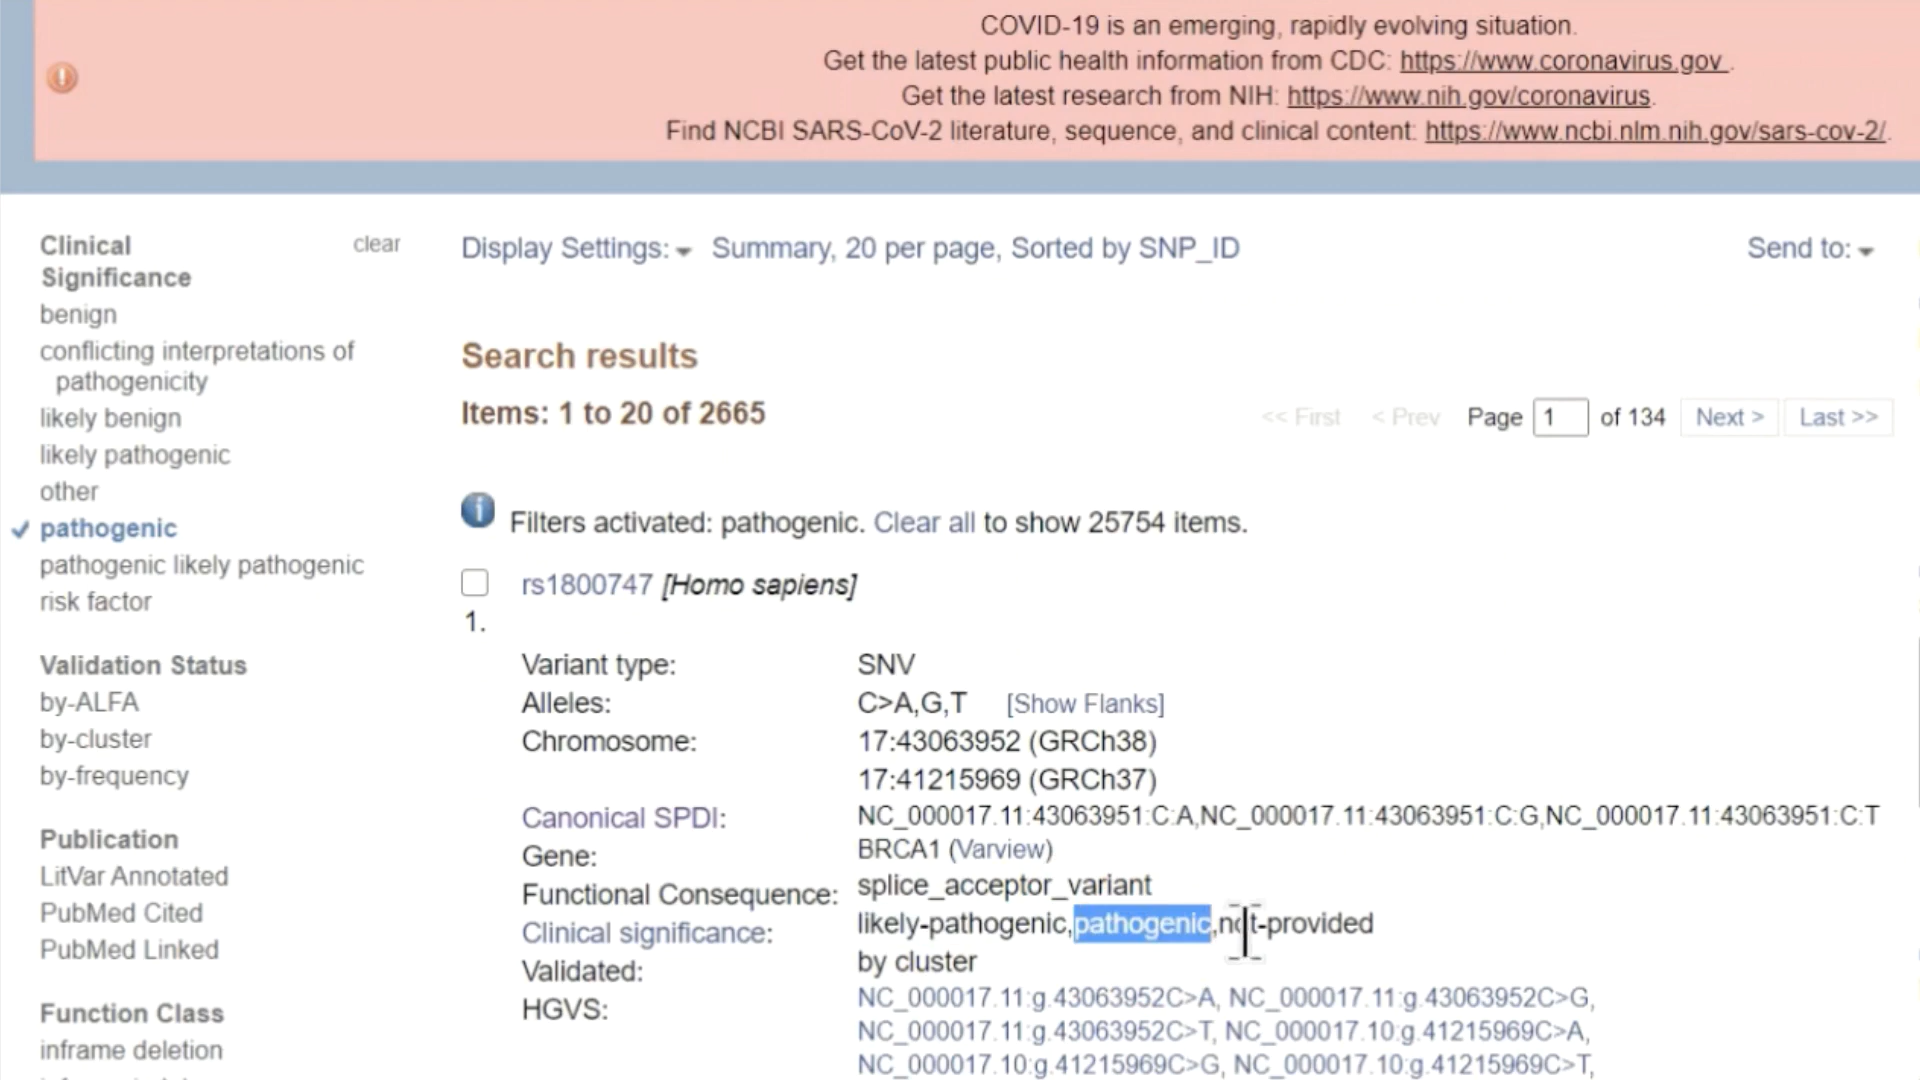 COVID-19 is an emerging, rapidly evolving situation.
Get the latest public health information from CDC: https://www.coronavirus.gov .
Get the latest research from NIH: https://www.nih.gov/coronavirus.
Find NCBI SARS-CoV-2 literature, sequence, and clinical content: https://www.ncbi.nlm.nih.gov/sars-cov-2/.
Clinical Significance clear
benign
conflicting interpretations of
pathogenicity
likely benign
likely pathogenic
other
pathogenic
pathogenic likely pathogenic
risk factor
Validation Status
by-ALFA
by-cluster
by-frequency
Publication
LitVar Annotated
PubMed Cited
PubMed Linked
Function Class
inframe deletion
Display Settings: Summary, 20 per page, Sorted by SNP_ID Send to:
Search results
Items: 1 to 20 of 2665
<< First < Prev Page 1 of 134 Next > Last >>
Filters activated: pathogenic. Clear all to show 25754 items.
rs1800747 [Homo sapiens]
1.
Variant type: SNV
Alleles: C>A,G,T [Show Flanks]
Chromosome: 17:43063952 (GRCh38)
17:41215969 (GRCh37)
Canonical SPDI: NC_000017.11:43063951:C:A,NC_000017.11:43063951:C:G,NC_000017.11:43063951:C:T
Gene: BRCA1 (Varview)
Functional Consequence: splice_acceptor_variant
Clinical significance: likely-pathogenic,pathogenic,not-provided
Validated: by cluster
HGVS: NC_000017.11:g.43063952C>A, NC_000017.11:g.43063952C>G,
NC_000017.11:g.43063952C>T, NC_000017.10:g.41215969C>A,
NC_000017.10:g.41215969C>G, NC_000017.10:g.41215969C>T,